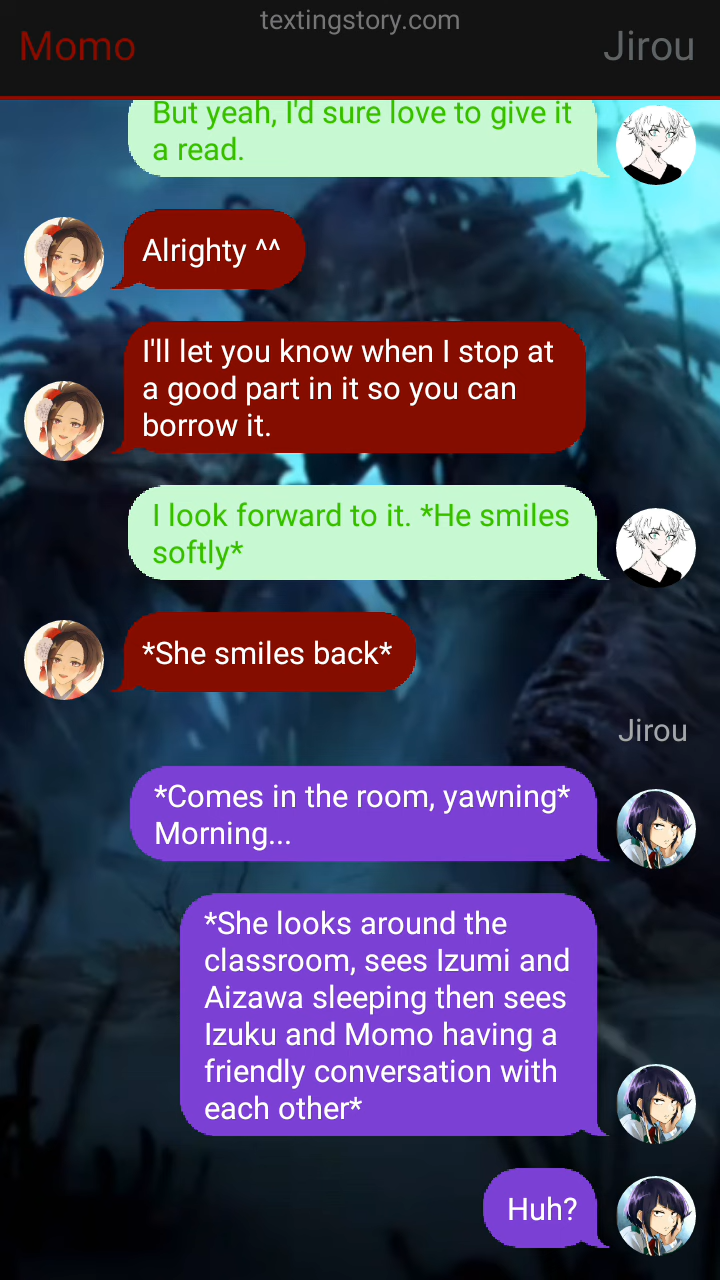 textingstory.com
Momo
Jirou
But yeah, I'd sure love to give it
a read.
Alrighty ^^
I'll let you know when I stop at
a good part in it so you can
borrow it.
I look forward to it. *He smiles
softly*
*She smiles back*
Jirou
*Comes in the room, yawning*
Morning...
*She looks around the
classroom, sees Izumi and
Aizawa sleeping then sees
Izuku and Momo having a
friendly conversation with
each other*
Huh?